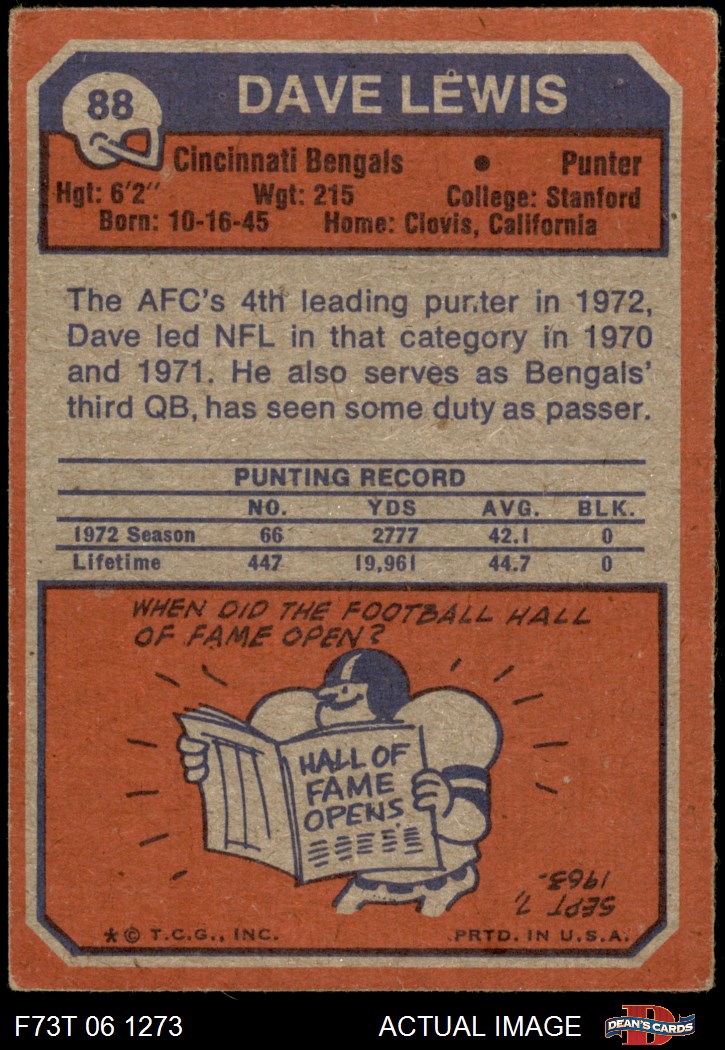 88
DAVE LEWIS
Cincinnati Bengals • Punter
Hgt: 6'2" Wgt: 215 College: Stanford
Born: 10-16-45 Home: Clovis, California
The AFC's 4th leading punter in 1972,
Dave led NFL in that category in 1970
and 1971. He also serves as Bengals'
third QB, has seen some duty as passer.
PUNTING RECORD
NO. YDS AVG. BLK.
1972 Season 66 2777 42.1 0
Lifetime 447 19,961 44.7 0
WHEN DID THE FOOTBALL HALL
OF FAME OPEN?
HALL OF
FAME
OPENS
SEPT 7,
1963.
* © T.C.G., INC. PRTD. IN U.S.A.
F73T 06 1273 ACTUAL IMAGE
D
DEAN'S CARDS